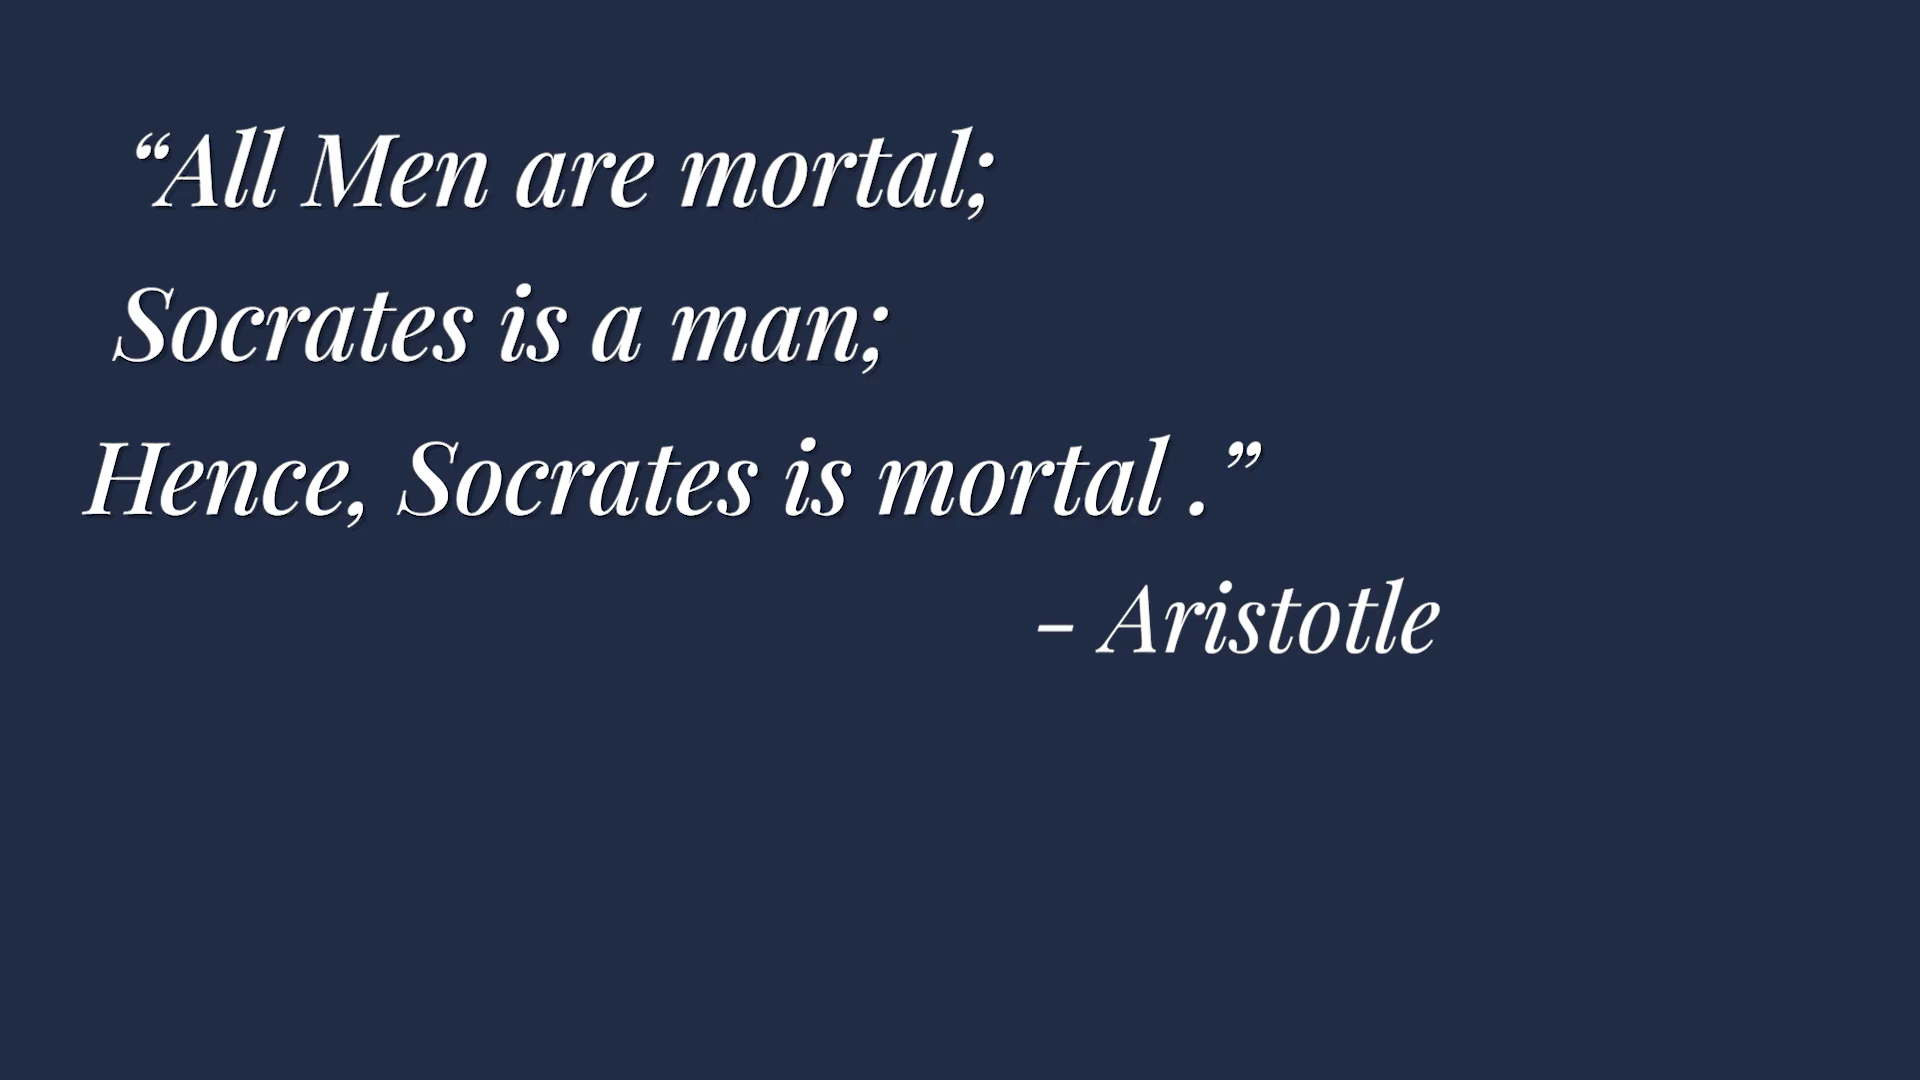 “All Men are mortal;
Socrates is a man;
Hence, Socrates is mortal .”
- Aristotle